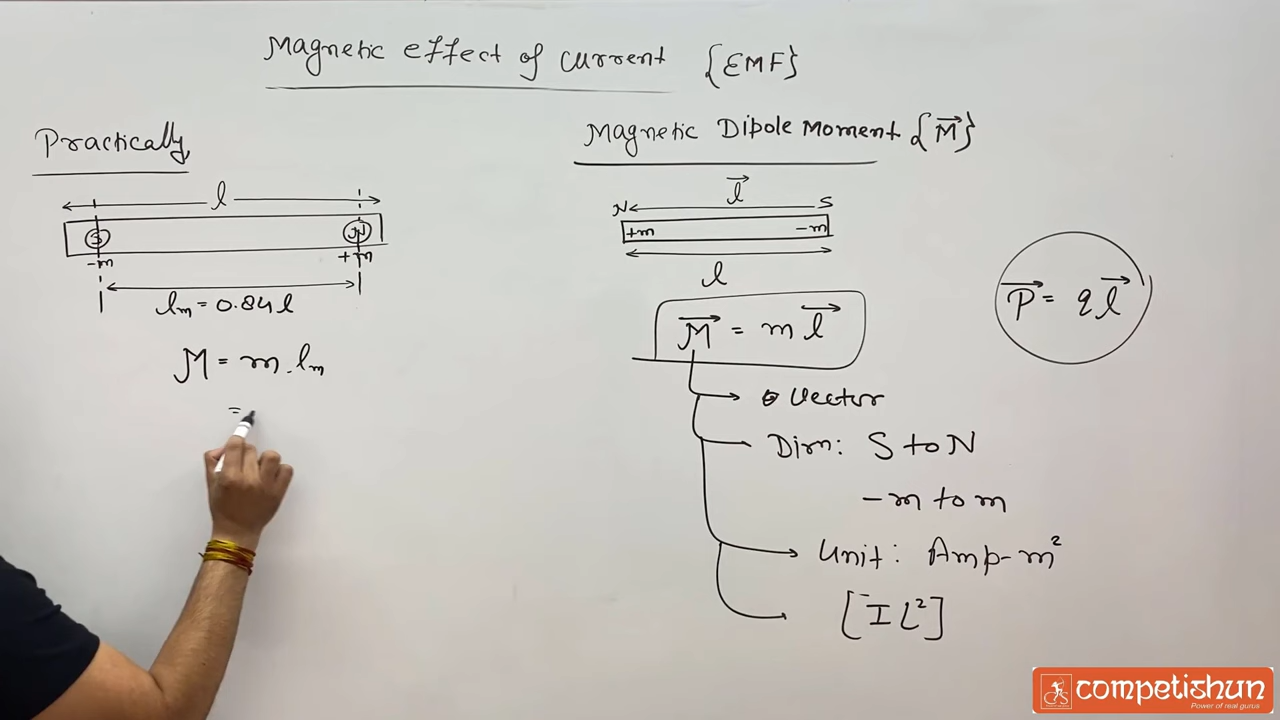 Magnetic effect of current {EMF}
Practically,
l
S N
-m +m
lm = 0.84 l
M = m . lm
=
Magnetic Dipole Moment {M⃗}
l⃗
N S
+m -m
l
M⃗ = m l⃗
Vector
Dirn: S to N
-m to m
Unit: Amp-m²
[I L²]
P⃗ = q l⃗
competishun
Power of real gurus